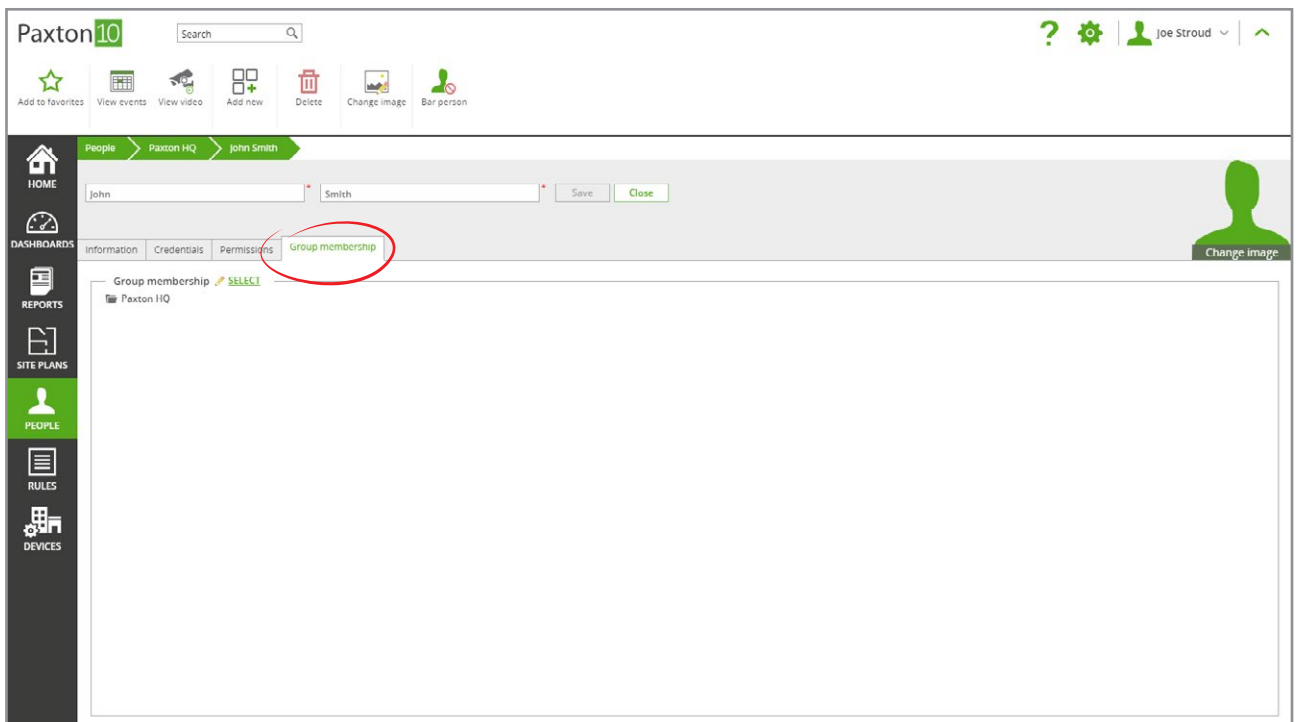 Paxton10
Search
Joe Stroud
Add to favorites
View events
View video
Add new
Delete
Change image
Bar person
People
Paxton HQ
John Smith
HOME
John *
Smith *
Save
Close
DASHBOARDS
Information
Credentials
Permissions
Group membership
Change image
Group membership SELECT
Paxton HQ
REPORTS
SITE PLANS
PEOPLE
RULES
DEVICES